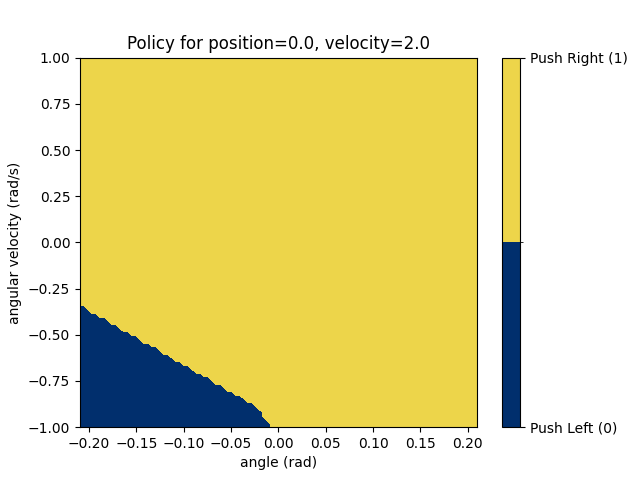 Policy for position=0.0, velocity=2.0
angular velocity (rad/s)
1.00
0.75
0.50
0.25
0.00
−0.25
−0.50
−0.75
−1.00
−0.20 −0.15 −0.10 −0.05 0.00 0.05 0.10 0.15 0.20
angle (rad)
Push Right (1)
Push Left (0)